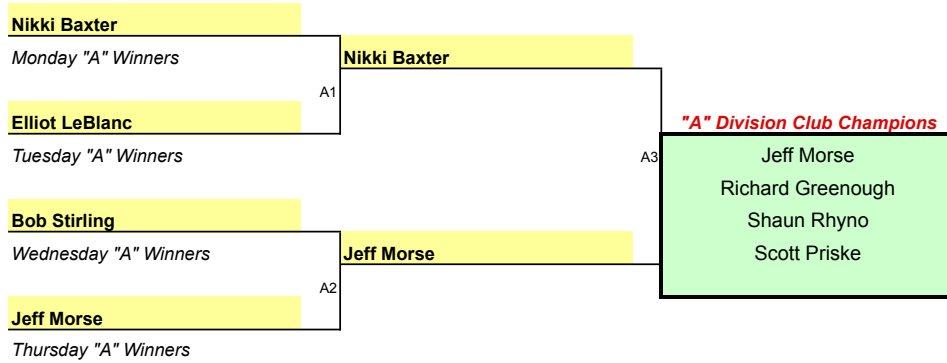 Nikki Baxter
Monday "A" Winners
Nikki Baxter
A1
Elliot LeBlanc
Tuesday "A" Winners
"A" Division Club Champions
A3
Jeff Morse
Richard Greenough
Shaun Rhyno
Scott Priske
Bob Stirling
Wednesday "A" Winners
Jeff Morse
A2
Jeff Morse
Thursday "A" Winners